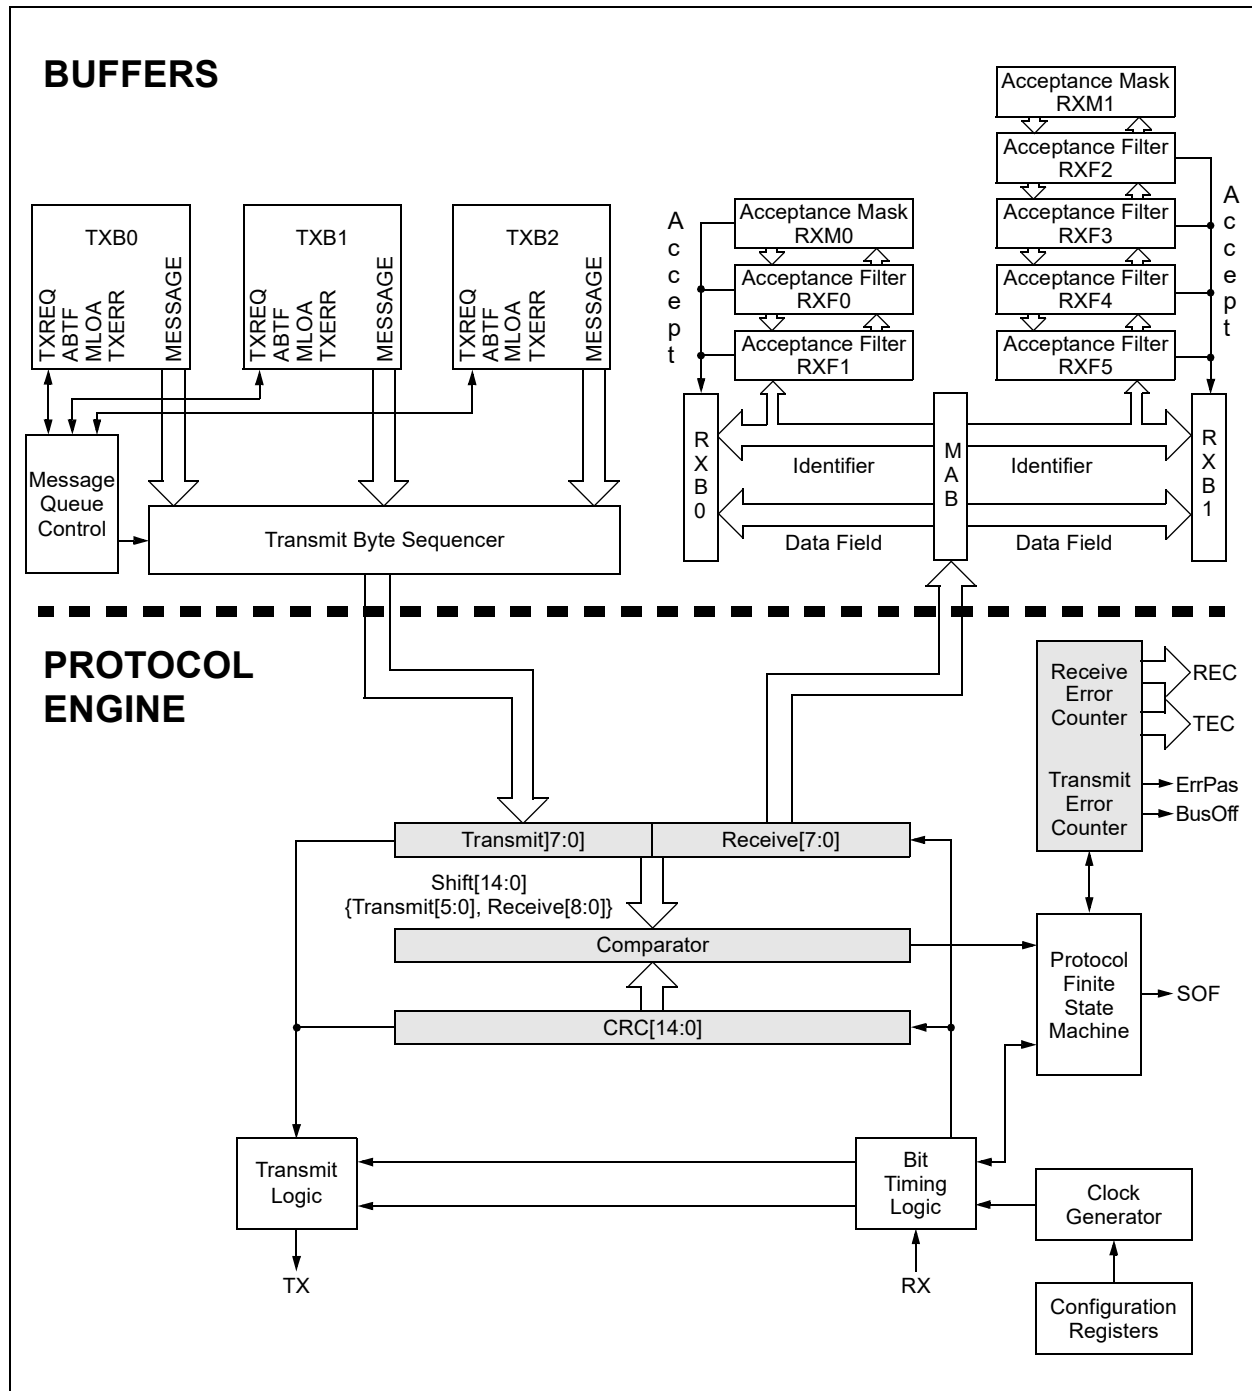 BUFFERS
Acceptance Mask
RXM1
Acceptance Filter
RXF2
Acceptance Filter
RXF3
Acceptance Filter
RXF4
Acceptance Filter
RXF5
Accept
Accept
Acceptance Mask
RXM0
Acceptance Filter
RXF0
Acceptance Filter
RXF1
TXB0
TXREQ
ABTF
MLOA
TXERR
MESSAGE
TXB1
TXREQ
ABTF
MLOA
TXERR
MESSAGE
TXB2
TXREQ
ABTF
MLOA
TXERR
MESSAGE
Message
Queue
Control
Transmit Byte Sequencer
RXB0
Identifier
Data Field
MAB
Identifier
Data Field
RXB1
PROTOCOL
ENGINE
Receive
Error
Counter
REC
TEC
Transmit
Error
Counter
ErrPas
BusOff
Transmit]7:0]
Receive[7:0]
Shift[14:0]
{Transmit[5:0], Receive[8:0]}
Comparator
CRC[14:0]
Protocol
Finite
State
Machine
SOF
Transmit
Logic
Bit
Timing
Logic
Clock
Generator
TX
RX
Configuration
Registers